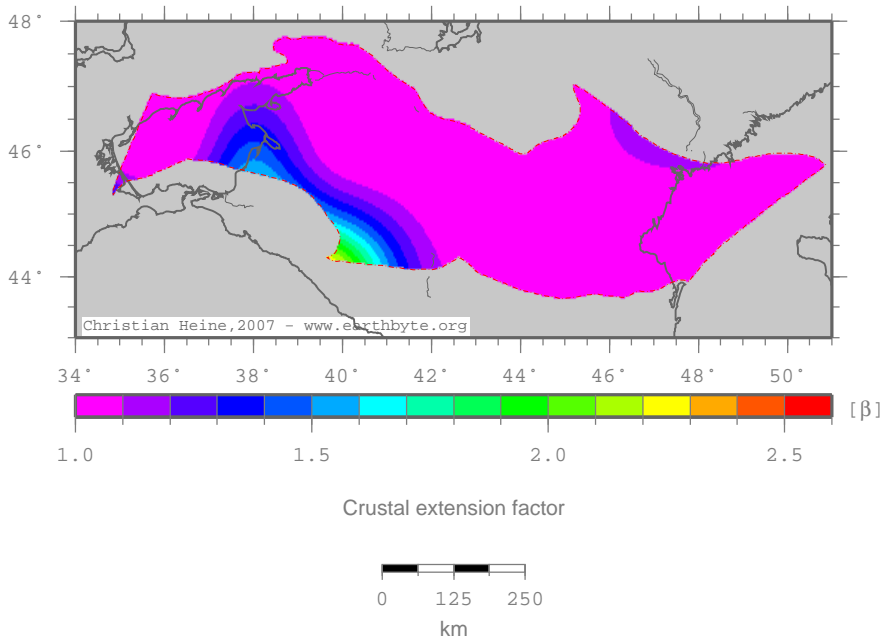 48°
46°
44°
Christian Heine,2007 - www.earthbyte.org
34° 36° 38° 40° 42° 44° 46° 48° 50°
[β]
1.0 1.5 2.0 2.5
Crustal extension factor
0 125 250
km